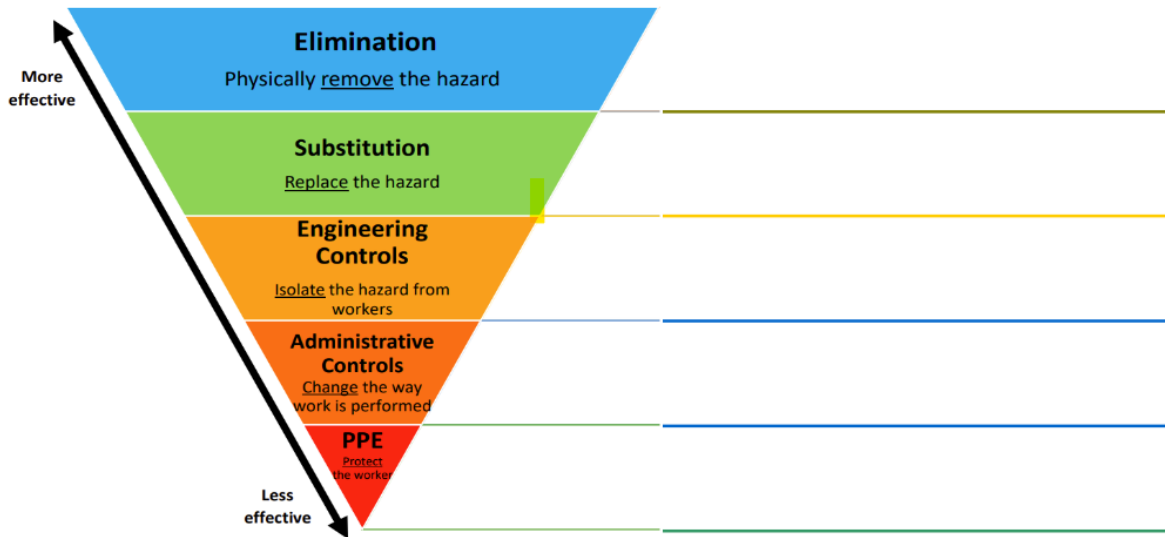 Elimination
Physically remove the hazard
More
effective
Substitution
Replace the hazard
Engineering
Controls
Isolate the hazard from
workers
Administrative
Controls
Change the way
work is performed
PPE
Protect
the worker
Less
effective